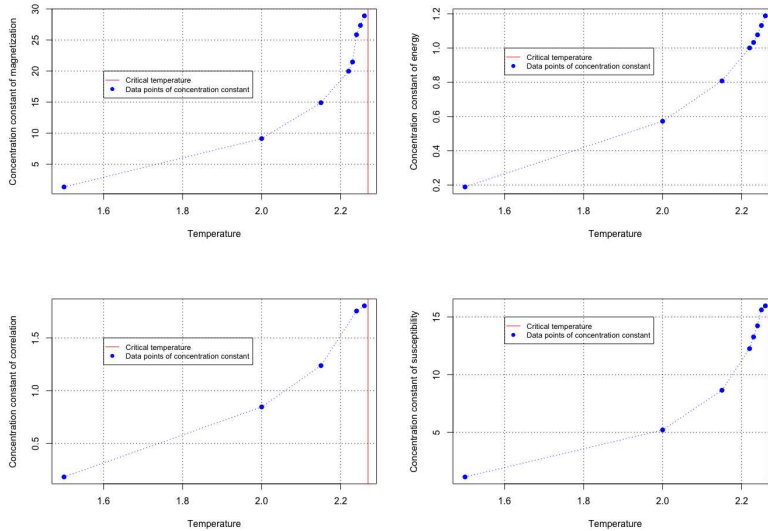 Concentration constant of magnetization
30
25
20
15
10
5
Critical temperature
Data points of concentration constant
1.6
1.8
2.0
2.2
Temperature
Concentration constant of energy
1.2
1.0
0.8
0.6
0.4
0.2
Critical temperature
Data points of concentration constant
1.6
1.8
2.0
2.2
Temperature
Concentration constant of correlation
1.5
1.0
0.5
Critical temperature
Data points of concentration constant
1.6
1.8
2.0
2.2
Temperature
Concentration constant of susceptibility
15
10
5
Critical temperature
Data points of concentration constant
1.6
1.8
2.0
2.2
Temperature